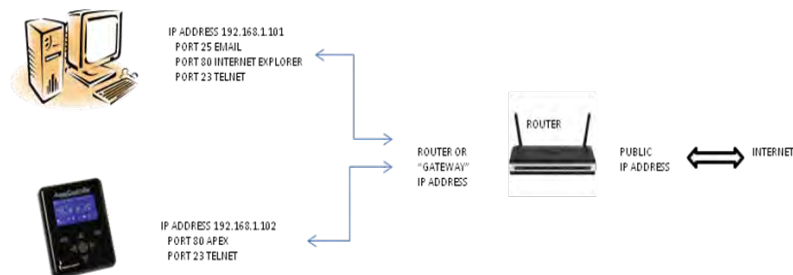 IP ADDRESS 192.168.1.101
PORT 25 EMAIL
PORT 80 INTERNET EXPLORER
PORT 23 TELNET
ROUTER
ROUTER OR
"GATEWAY"
IP ADDRESS
PUBLIC
IP ADDRESS
INTERNET
IP ADDRESS 192.168.1.102
PORT 80 APEX
PORT 23 TELNET